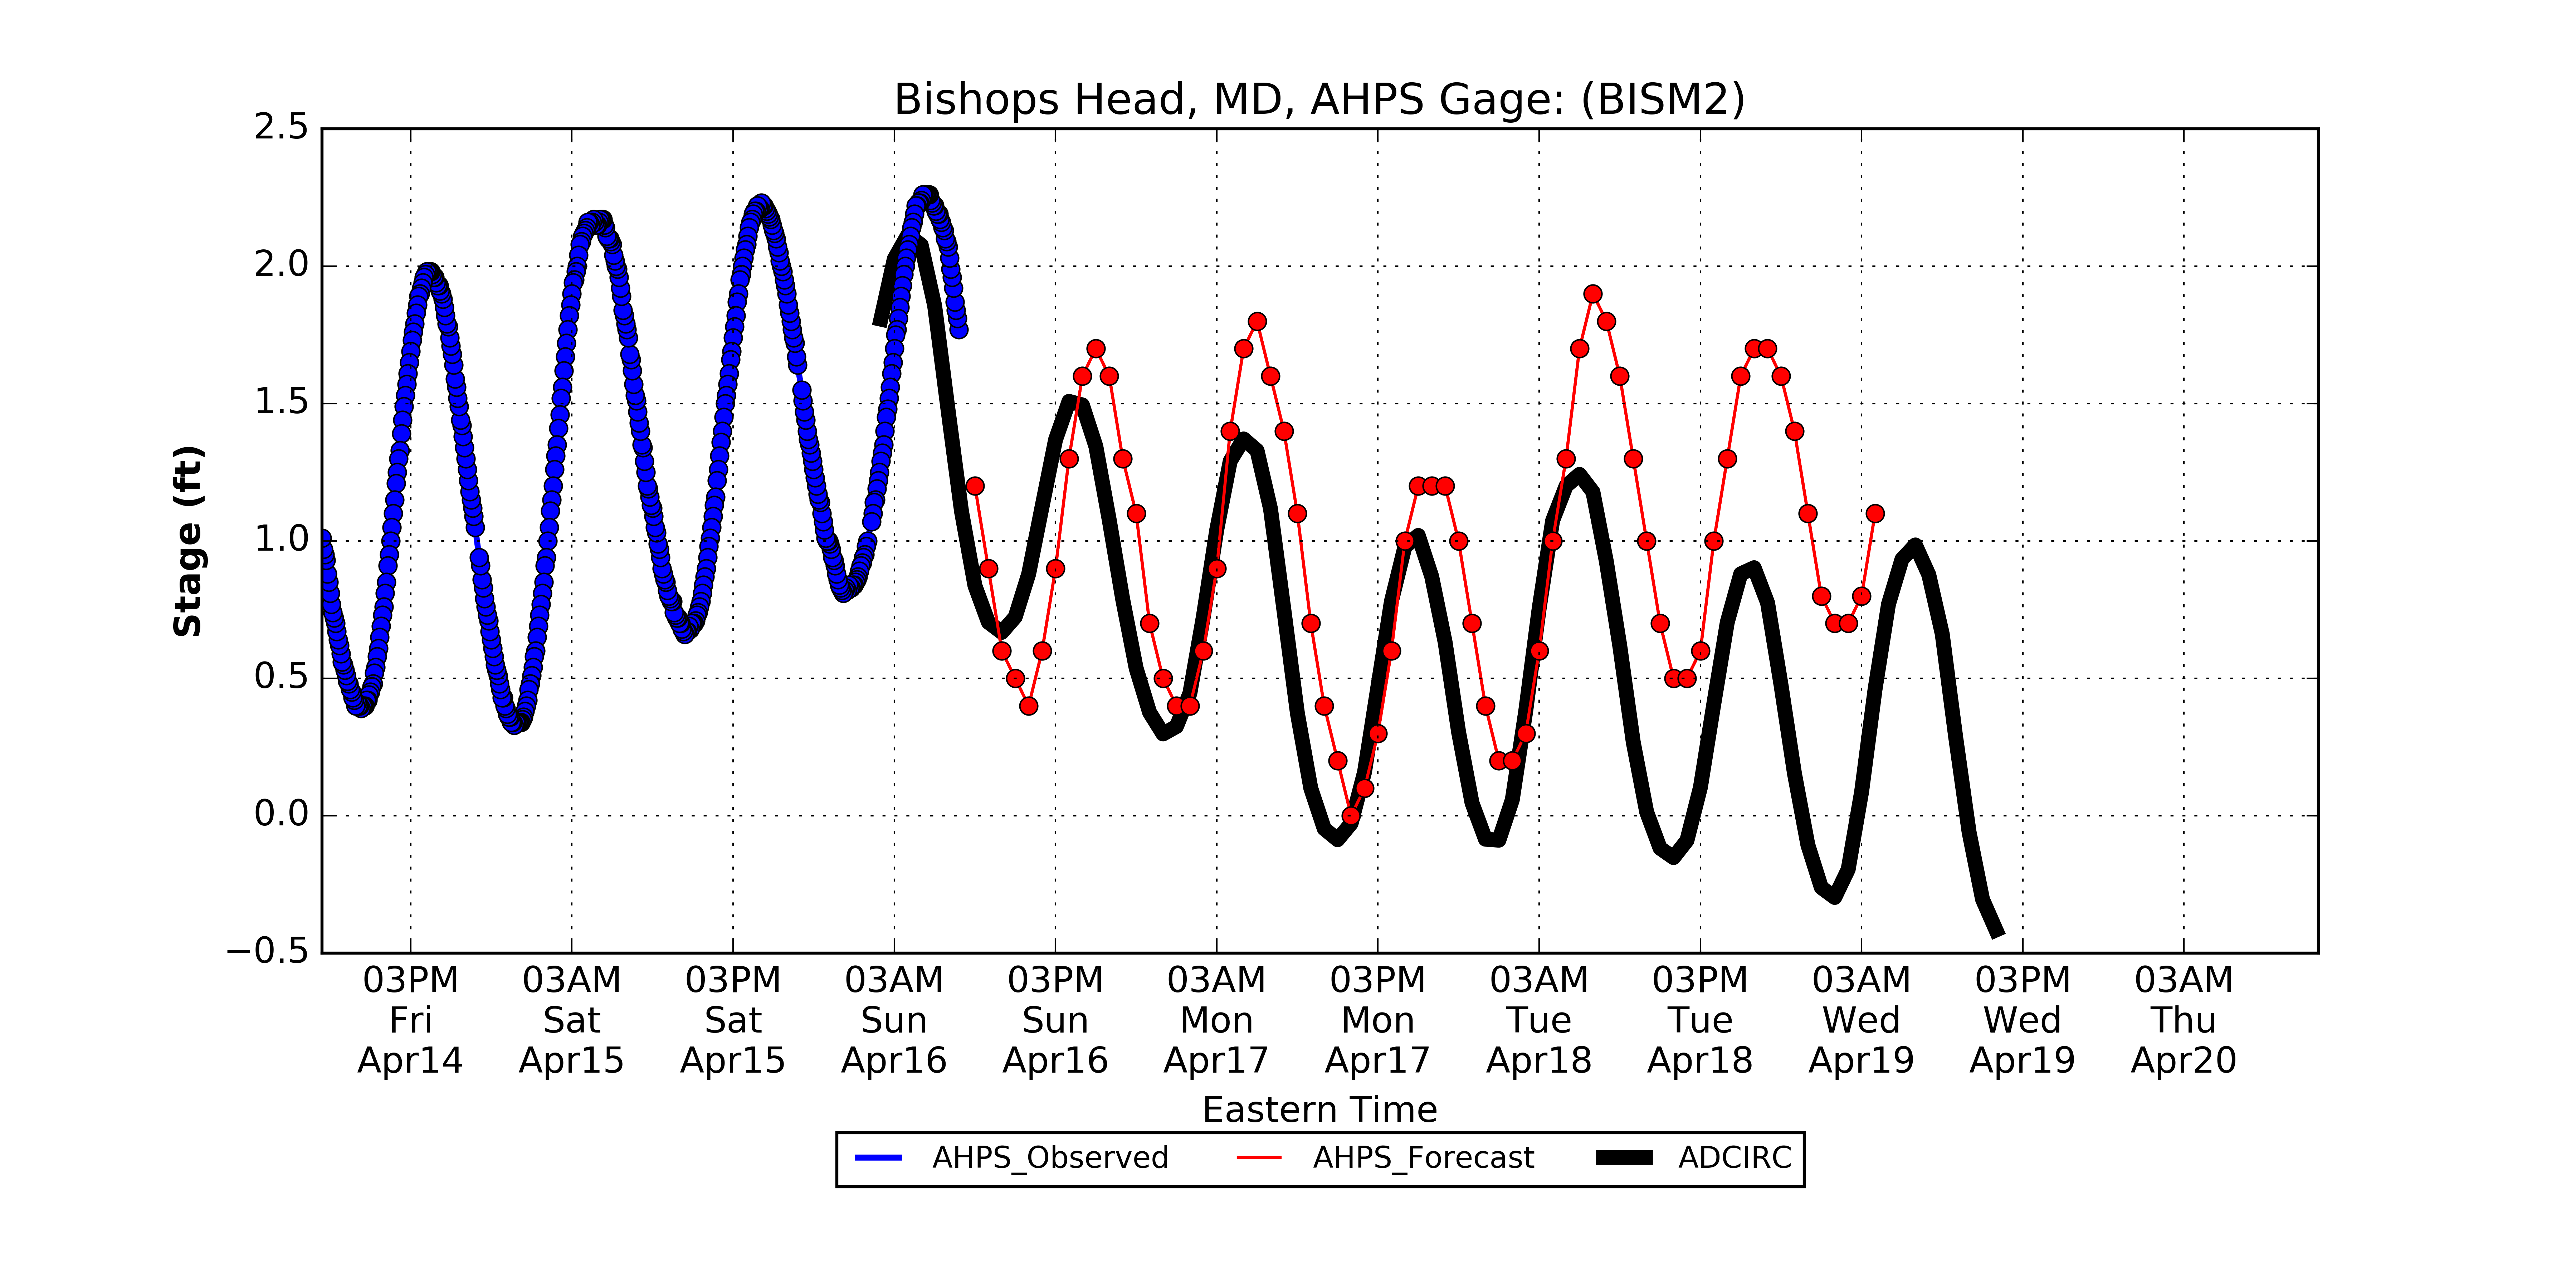 Bishops Head, MD, AHPS Gage: (BISM2)
2.5
2.0
1.5
1.0
0.5
0.0
−0.5
Stage (ft)
03PM 03AM 03PM 03AM 03PM 03AM 03PM 03AM 03PM 03AM 03PM 03AM
Fri Sat Sat Sun Sun Mon Mon Tue Tue Wed Wed Thu
Apr14 Apr15 Apr15 Apr16 Apr16 Apr17 Apr17 Apr18 Apr18 Apr19 Apr19 Apr20
Eastern Time
AHPS_Observed AHPS_Forecast ADCIRC